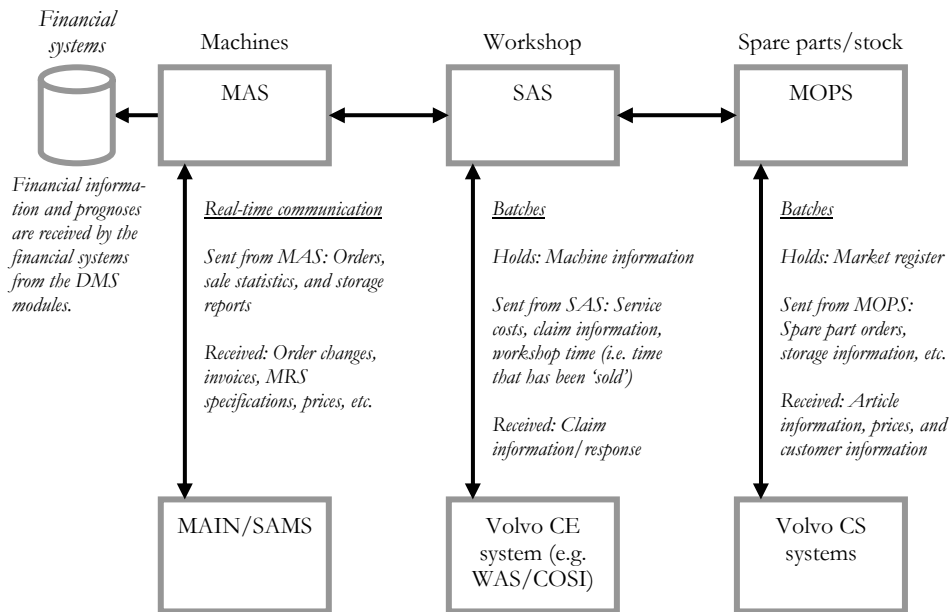 Financial
systems
Machines
Workshop
Spare parts/stock
MAS
SAS
MOPS
Financial informa-
tion and prognoses
are received by the
financial systems
from the DMS
modules.
Real-time communication
Sent from MAS: Orders,
sale statistics, and storage
reports
Received: Order changes,
invoices, MRS
specifications, prices, etc.
Batches
Holds: Machine information
Sent from SAS: Service
costs, claim information,
workshop time (i.e. time
that has been ‘sold’)
Received: Claim
information/response
Batches
Holds: Market register
Sent from MOPS:
Spare part orders,
storage information, etc.
Received: Article
information, prices, and
customer information
MAIN/SAMS
Volvo CE
system (e.g.
WAS/COSI)
Volvo CS
systems